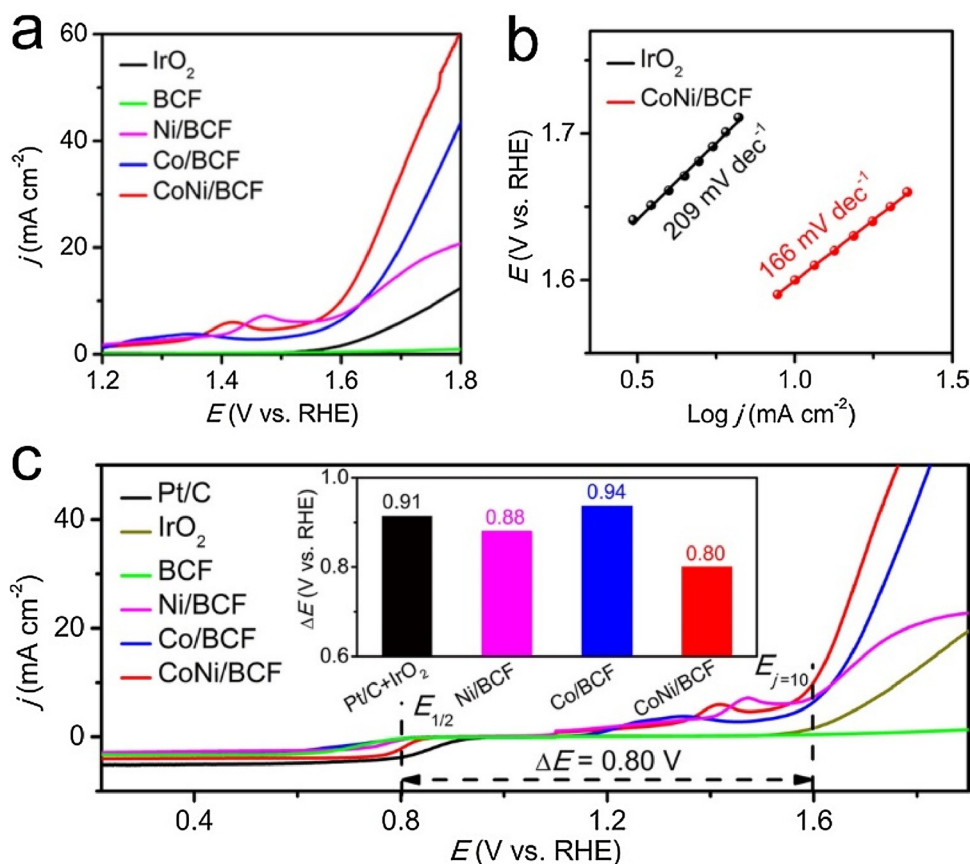 a
60
40
20
0
j (mA cm⁻²)
IrO₂
BCF
Ni/BCF
Co/BCF
CoNi/BCF
1.2 1.4 1.6 1.8
E (V vs. RHE)
b
1.7
1.6
E (V vs. RHE)
IrO₂
CoNi/BCF
209 mV dec⁻¹
166 mV dec⁻¹
0.5 1.0 1.5
Log j (mA cm⁻²)
c
40
20
0
j (mA cm⁻²)
Pt/C
IrO₂
BCF
Ni/BCF
Co/BCF
CoNi/BCF
1.0
0.8
0.6
ΔE (V vs. RHE)
0.91
0.88
0.94
0.80
Pt/C+IrO₂
Ni/BCF
Co/BCF
CoNi/BCF
E₁/₂
Eⱼ₌₁₀
ΔE = 0.80 V
0.4 0.8 1.2 1.6
E (V vs. RHE)